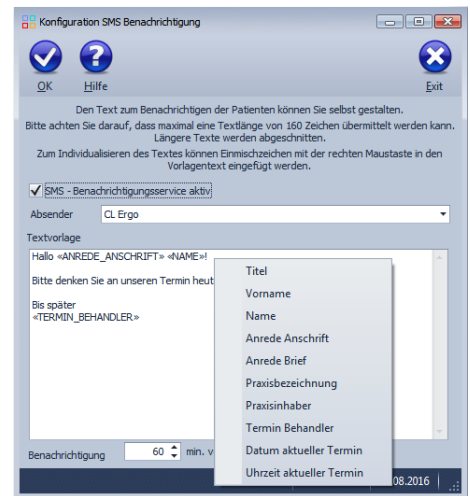 Konfiguration SMS Benachrichtigung
OK
Hilfe
Exit
Den Text zum Benachrichtigen der Patienten können Sie selbst gestalten.
Bitte achten Sie darauf, dass maximal eine Textlänge von 160 Zeichen übermittelt werden kann.
Längere Texte werden abgeschnitten.
Zum Individualisieren des Textes können Einmischzeichen mit der rechten Maustaste in den
Vorlagentext eingefügt werden.
SMS - Benachrichtigungsservice aktiv
Absender CL Ergo
Textvorlage
Hallo «ANREDE_ANSCHRIFT» «NAME»!
Bitte denken Sie an unseren Termin heut
Bis später
«TERMIN_BEHANDLER»
Titel
Vorname
Name
Anrede Anschrift
Anrede Brief
Praxisbezeichnung
Praxisinhaber
Termin Behandler
Datum aktueller Termin
Uhrzeit aktueller Termin
Benachrichtigung 60 min. v
08.2016